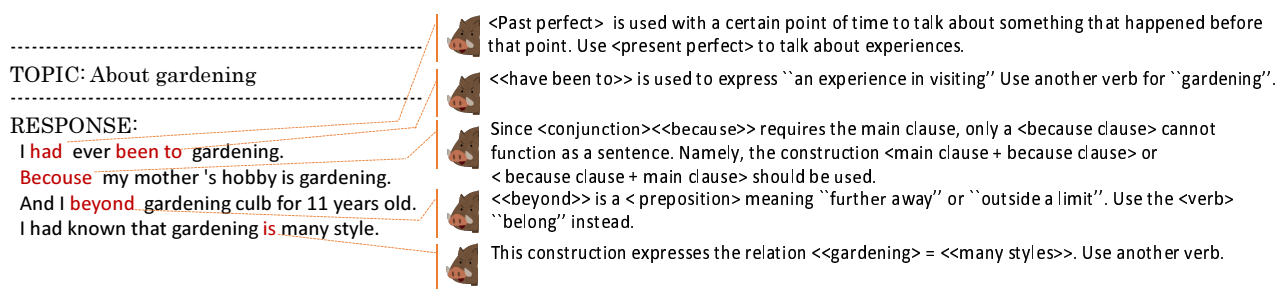 TOPIC: About gardening
RESPONSE:
I had ever been to gardening.
Becouse my mother 's hobby is gardening.
And I beyond gardening culb for 11 years old.
I had known that gardening is many style.
<Past perfect> is used with a certain point of time to talk about something that happened before
that point. Use <present perfect> to talk about experiences.
<<have been to>> is used to express ``an experience in visiting'' Use another verb for ``gardening''.
Since <conjunction><<because>> requires the main clause, only a <because clause> cannot
function as a sentence. Namely, the construction <main clause + because clause> or
< because clause + main clause> should be used.
<<beyond>> is a < preposition> meaning ``further away'' or ``outside a limit''. Use the <verb>
``belong'' instead.
This construction expresses the relation <<gardening> = <<many styles>>. Use another verb.